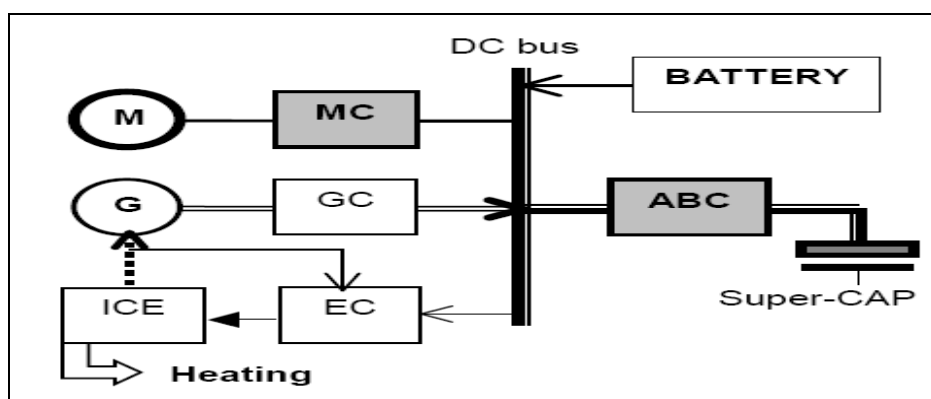 DC bus
BATTERY
M
MC
G
GC
ABC
ICE
EC
Super-CAP
Heating